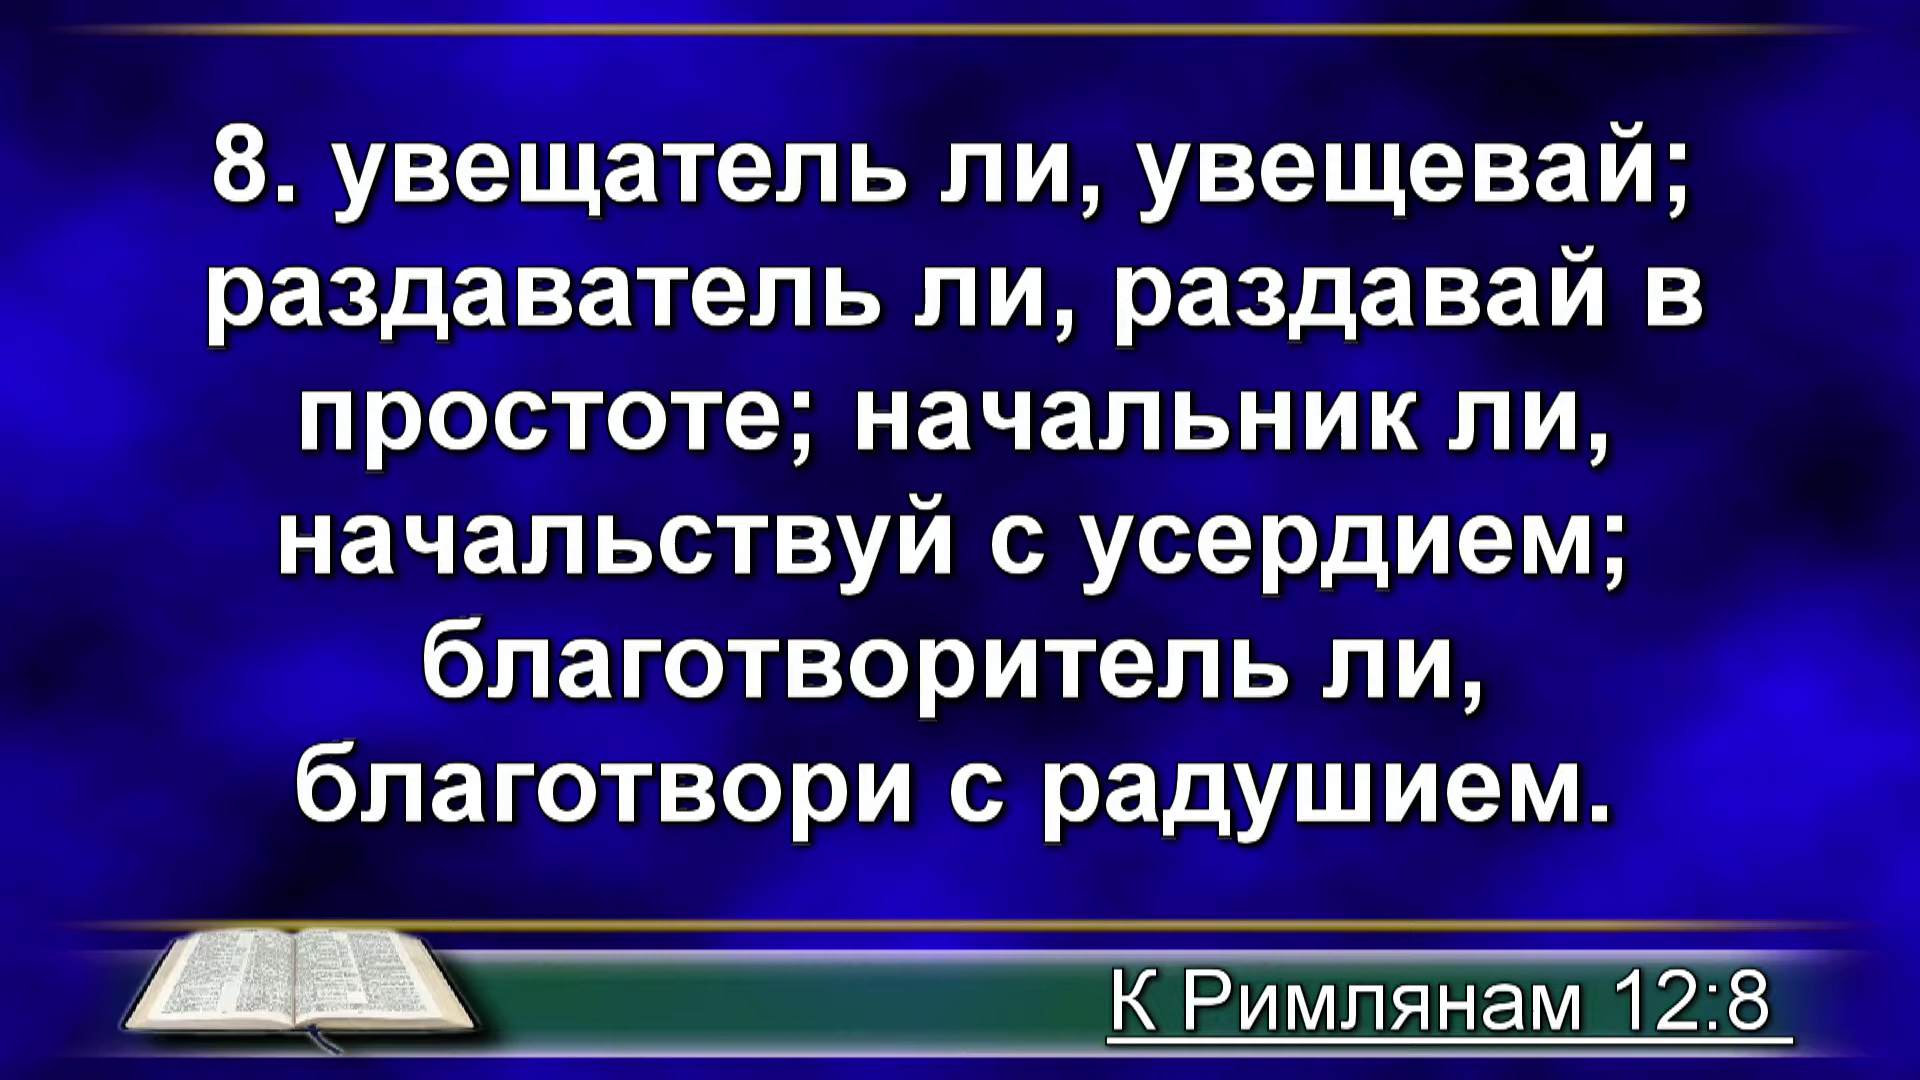 8. увещатель ли, увещевай;
раздаватель ли, раздавай в
простоте; начальник ли,
начальствуй с усердием;
благотворитель ли,
благотвори с радушием.
К Римлянам 12:8